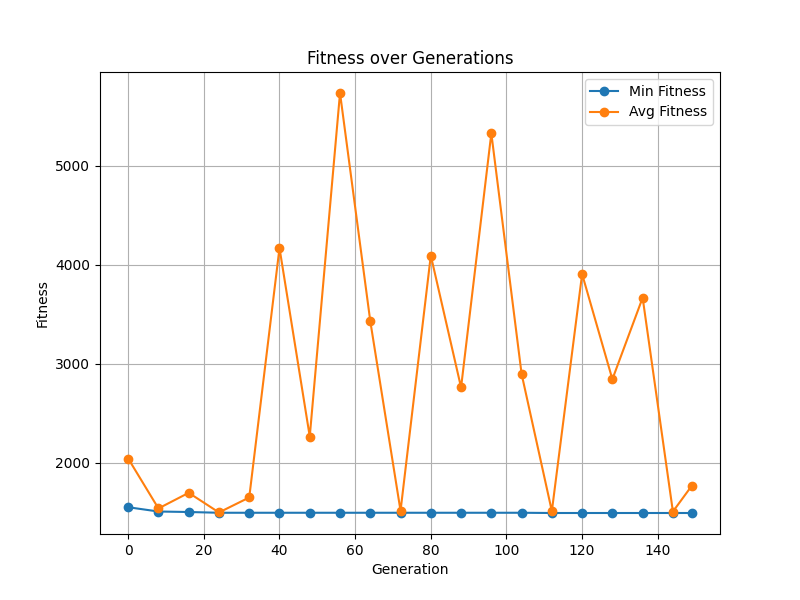 Fitness over Generations
Min Fitness
Avg Fitness
5000
4000
3000
2000
Fitness
0 20 40 60 80 100 120 140
Generation